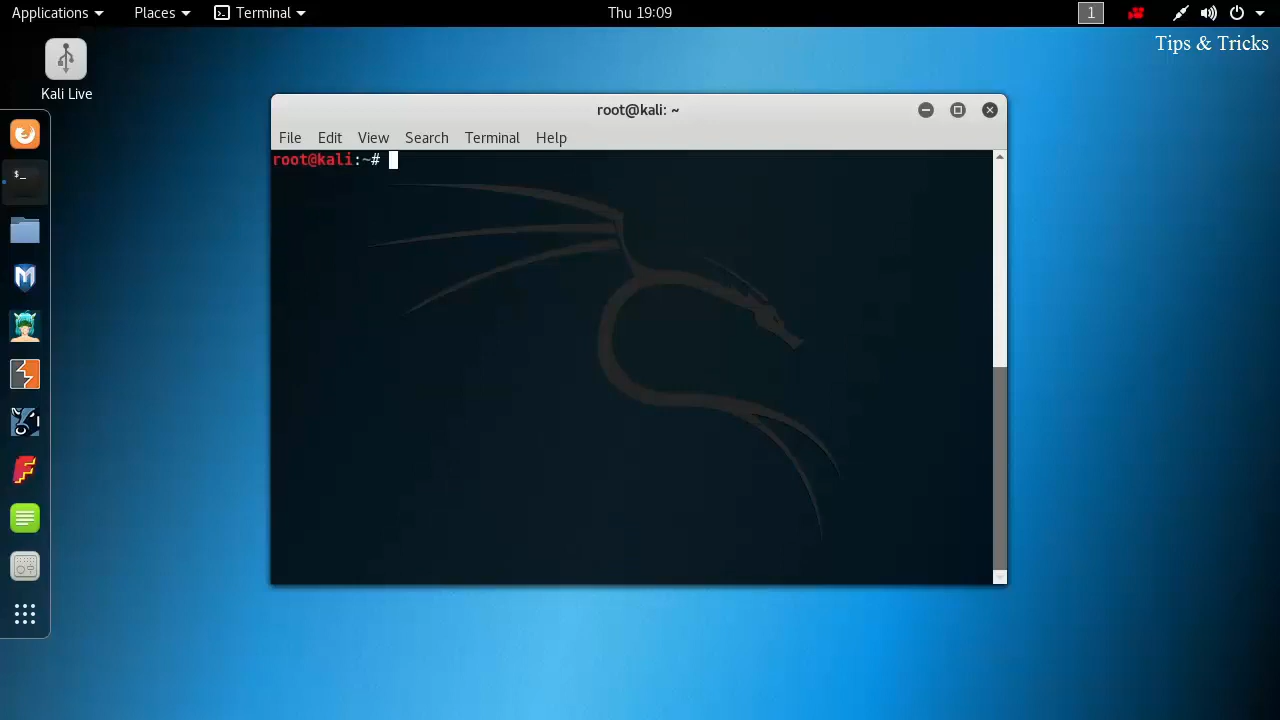 Applications Places Terminal Thu 19:09 1
Tips & Tricks
Kali Live
root@kali: ~
File Edit View Search Terminal Help
root@kali:~#
$_